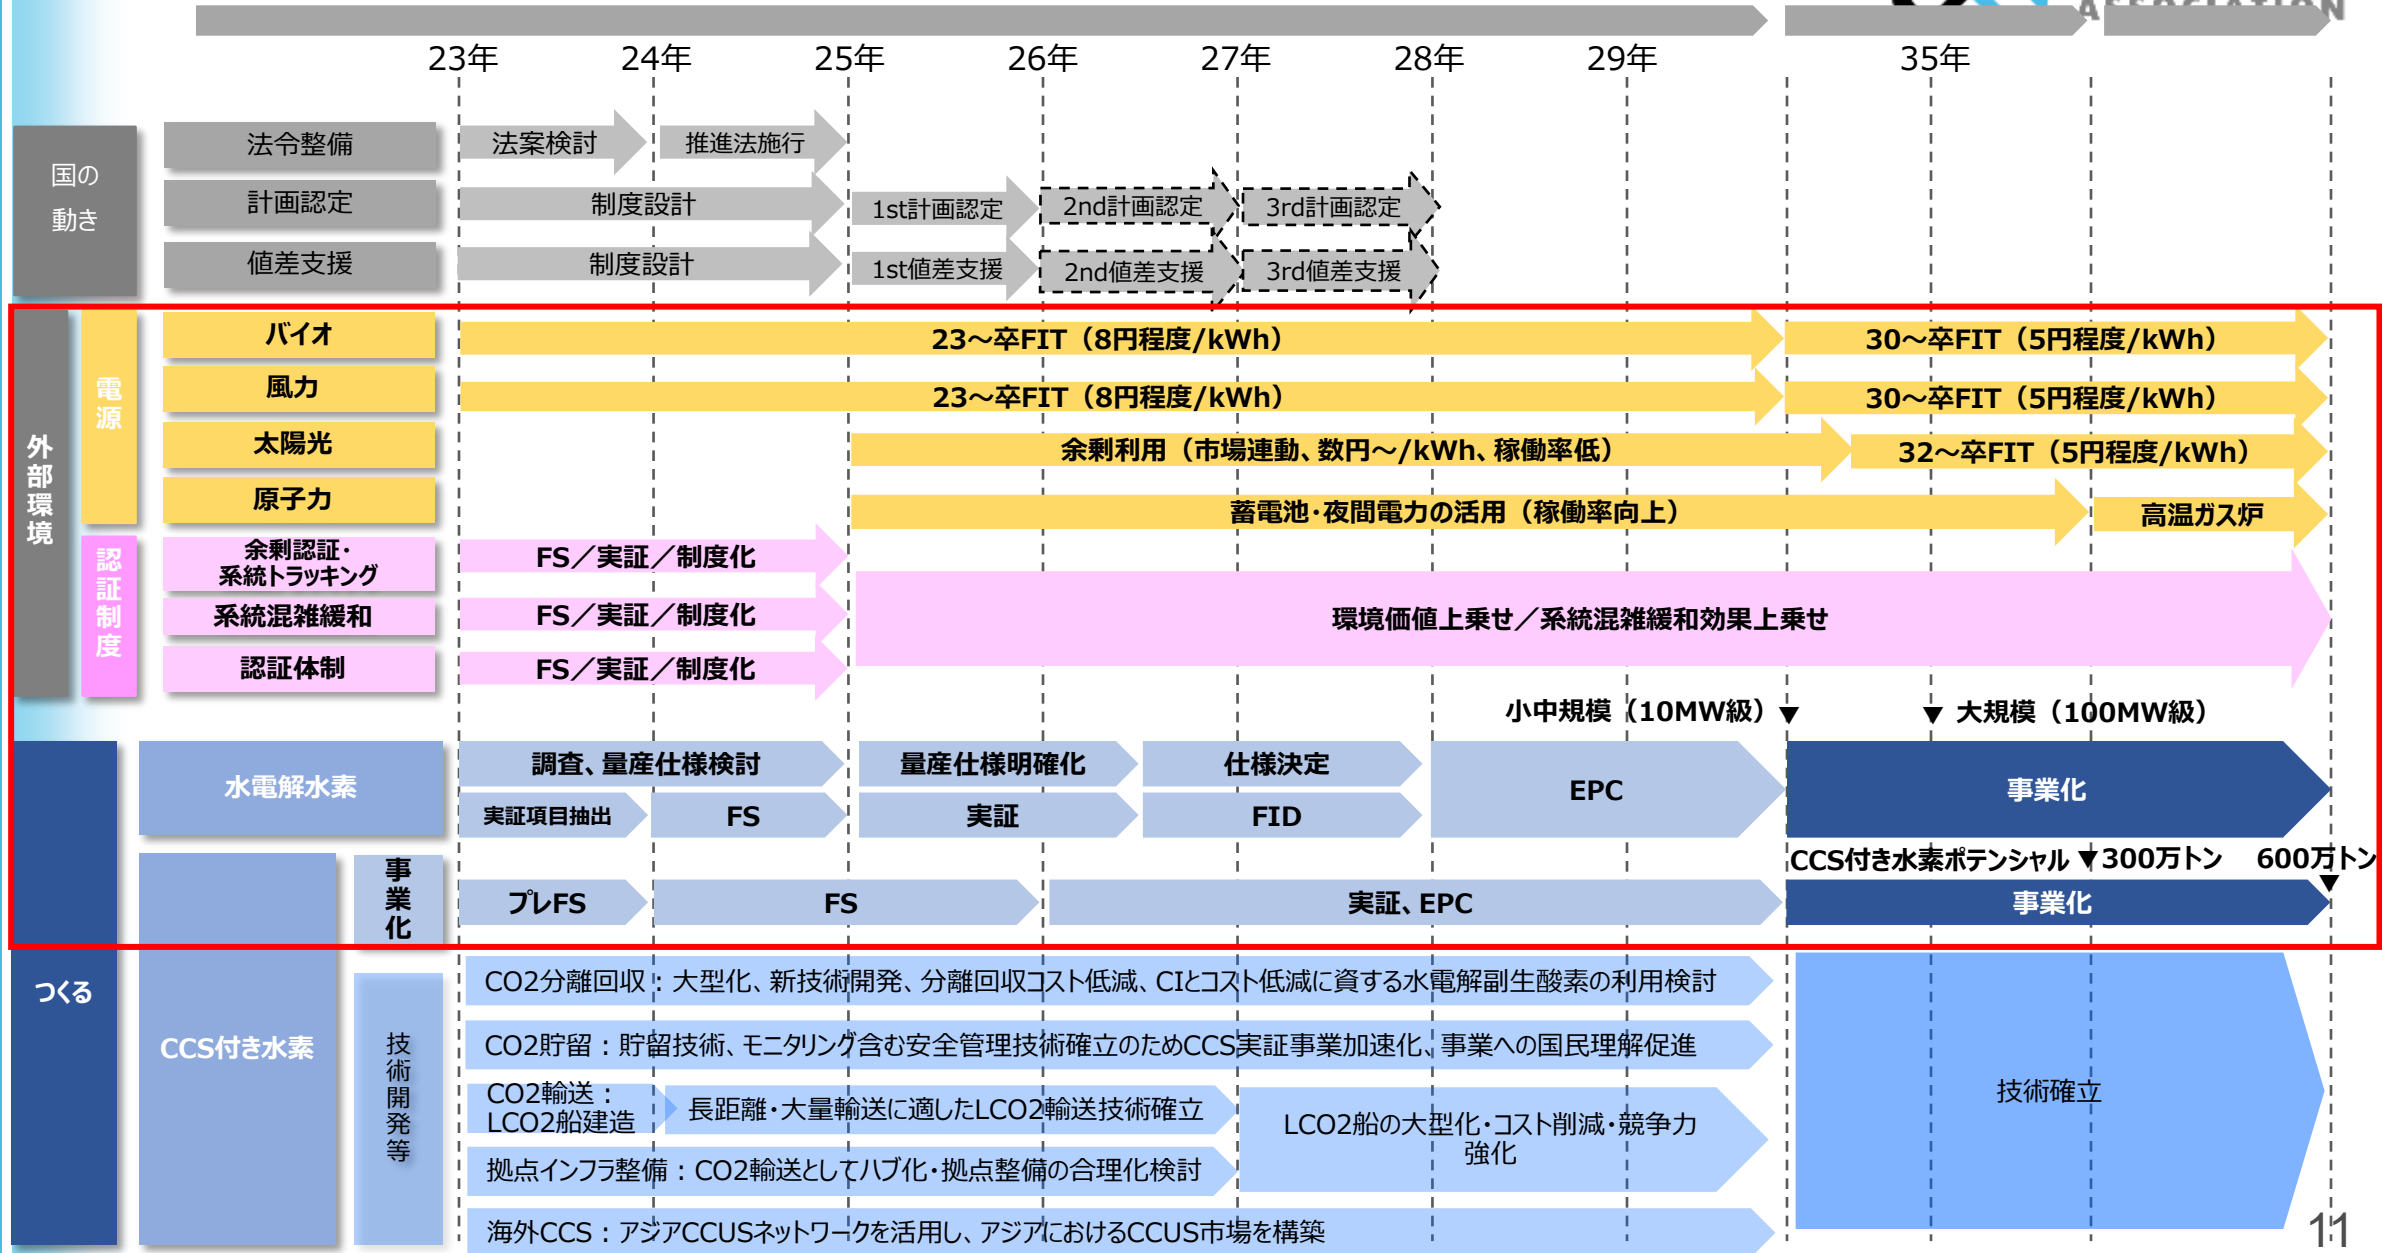 ASSOCIATION
23年 24年 25年 26年 27年 28年 29年 35年
国の
動き
法令整備
法案検討
推進法施行
計画認定
制度設計
1st計画認定
2nd計画認定
3rd計画認定
値差支援
制度設計
1st値差支援
2nd値差支援
3rd値差支援
外部環境
電源
バイオ
23～卒FIT（8円程度/kWh）
30～卒FIT（5円程度/kWh）
風力
23～卒FIT（8円程度/kWh）
30～卒FIT（5円程度/kWh）
太陽光
余剰利用（市場連動、数円～/kWh、稼働率低）
32～卒FIT（5円程度/kWh）
原子力
蓄電池・夜間電力の活用（稼働率向上）
高温ガス炉
認証制度
余剰認証・
系統トラッキング
FS／実証／制度化
系統混雑緩和
FS／実証／制度化
環境価値上乗せ／系統混雑緩和効果上乗せ
認証体制
FS／実証／制度化
小中規模（10MW級）▼
▼ 大規模（100MW級）
つくる
水電解水素
調査、量産仕様検討
量産仕様明確化
仕様決定
実証項目抽出
FS
実証
FID
EPC
事業化
CCS付き水素
事業化
CCS付き水素ポテンシャル ▼300万トン 600万トン
▼
プレFS
FS
実証、EPC
事業化
技術開発等
CO2分離回収：大型化、新技術開発、分離回収コスト低減、CIとコスト低減に資する水電解副生酸素の利用検討
CO2貯留：貯留技術、モニタリング含む安全管理技術確立のためCCS実証事業加速化、事業への国民理解促進
CO2輸送：
LCO2船建造
長距離・大量輸送に適したLCO2輸送技術確立
LCO2船の大型化・コスト削減・競争力
強化
拠点インフラ整備：CO2輸送としてハブ化・拠点整備の合理化検討
海外CCS：アジアCCUSネットワークを活用し、アジアにおけるCCUS市場を構築
技術確立
11